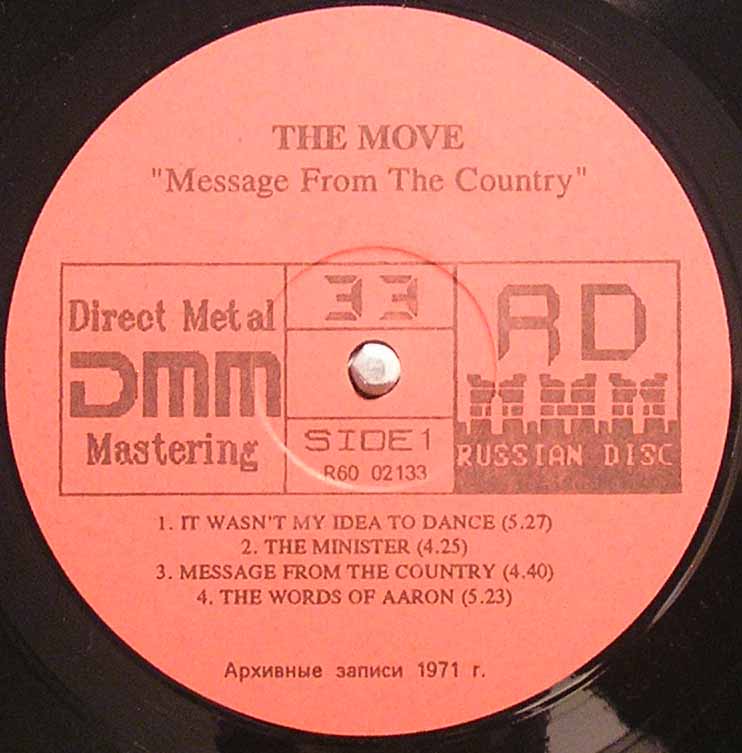 THE MOVE
"Message From The Country"
Direct Metal
DMM
Mastering
33
SIDE 1
R60 02133
RD
RUSSIAN DISC
1. IT WASN'T MY IDEA TO DANCE (5.27)
2. THE MINISTER (4.25)
3. MESSAGE FROM THE COUNTRY (4.40)
4. THE WORDS OF AARON (5.23)
Архивные записи 1971 г.